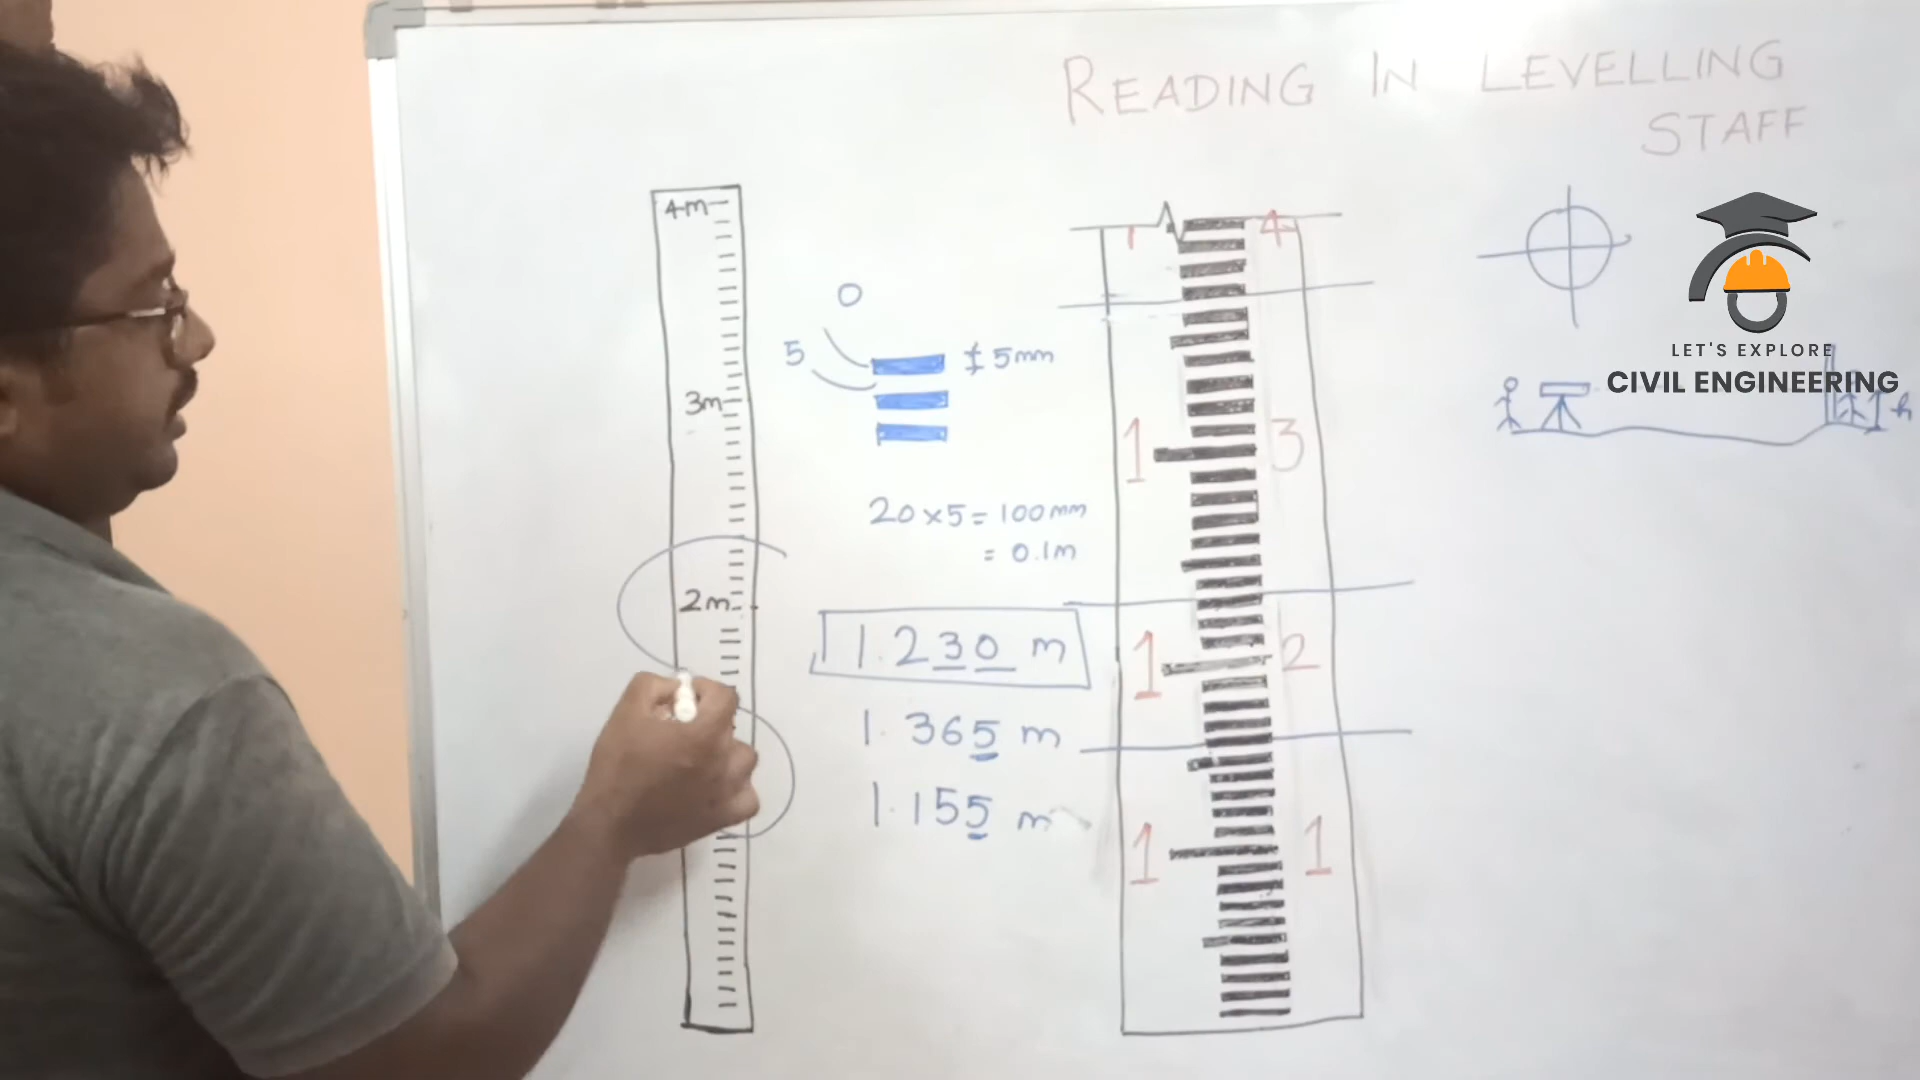 READING IN LEVELLING
STAFF
LET'S EXPLORE
CIVIL ENGINEERING
h
4m
3m
2m
0
5
5mm
20 x 5 = 100mm
= 0.1m
1.230 m
1.365 m
1.155 m
1 4
1 3
1 2
1 1